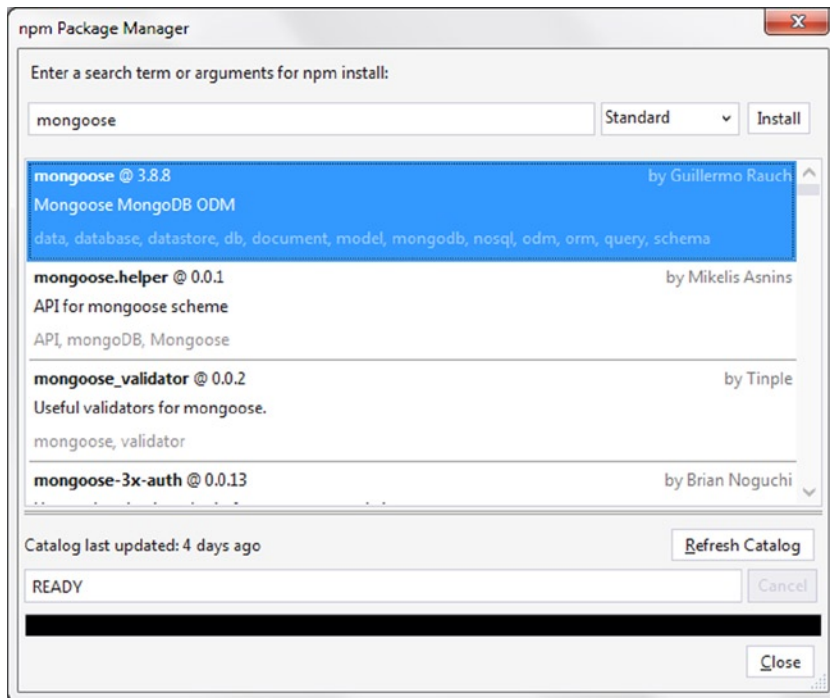 npm Package Manager
Enter a search term or arguments for npm install:
mongoose Standard Install
mongoose @ 3.8.8 by Guillermo Rauch
Mongoose MongoDB ODM
data, database, datastore, db, document, model, mongodb, nosql, odm, orm, query, schema
mongoose.helper @ 0.0.1 by Mikelis Asnins
API for mongoose scheme
API, mongoDB, Mongoose
mongoose_validator @ 0.0.2 by Tinple
Useful validators for mongoose.
mongoose, validator
mongoose-3x-auth @ 0.0.13 by Brian Noguchi
Catalog last updated: 4 days ago Refresh Catalog
READY Cancel
Close